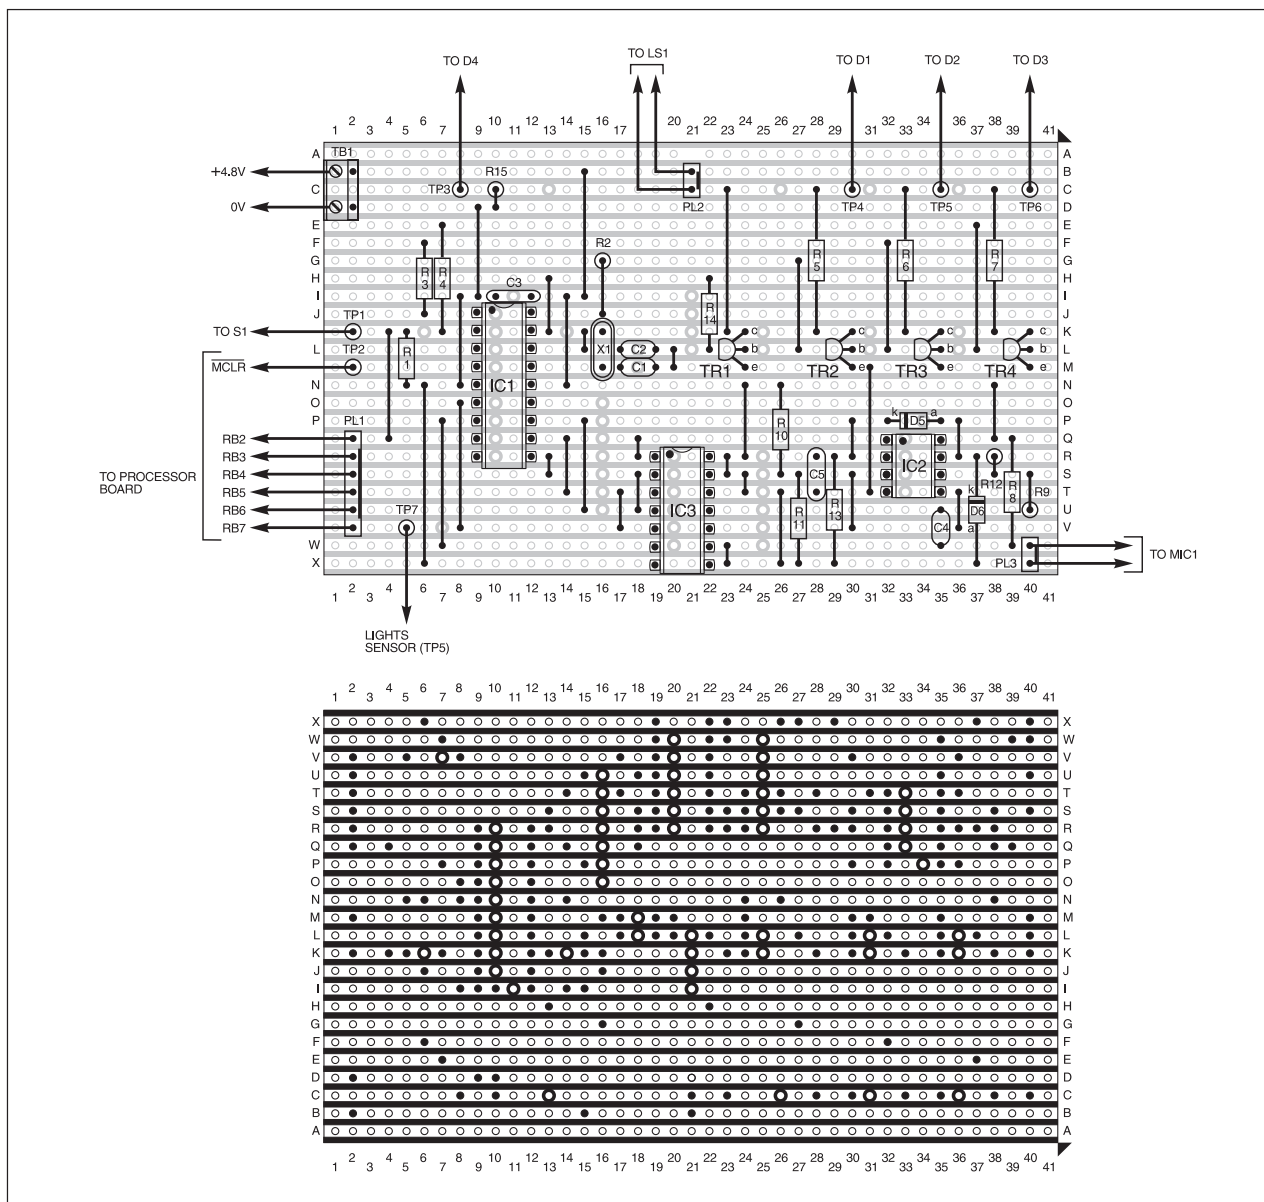 TO LS1
TO D4 TO D1 TO D2 TO D3
1 2 3 4 5 6 7 8 9 10 11 12 13 14 15 16 17 18 19 20 21 22 23 24 25 26 27 28 29 30 31 32 33 34 35 36 37 38 39 40 41
A TB1 A
+4.8V B B
C TP3 R15 PL2 TP4 TP5 TP6 C
0V D D
E E
F R2 F
G R3 R4 R5 R6 R7 G
H C3 H
I R14 I
J TP1 J
TO S1 K c c c c K
L TP2 R1 X1 C2 b b b b L
MCLR M C1 TR1 e TR2 e TR3 e TR4 e M
N IC1 N
O O
P PL1 R10 k D5 a P
RB2 Q Q
RB3 R IC2 R
RB4 S C5 R12 S
TO PROCESSOR
BOARD
RB5 T k R8 R9 T
RB6 U TP7 IC3 R11 R13 D6 U
RB7 V C4 a V
W W
X PL3 X
TO MIC1
1 2 3 4 5 6 7 8 9 10 11 12 13 14 15 16 17 18 19 20 21 22 23 24 25 26 27 28 29 30 31 32 33 34 35 36 37 38 39 40 41
LIGHTS
SENSOR (TP5)
1 2 3 4 5 6 7 8 9 10 11 12 13 14 15 16 17 18 19 20 21 22 23 24 25 26 27 28 29 30 31 32 33 34 35 36 37 38 39 40 41
X X
W W
V V
U U
T T
S S
R R
Q Q
P P
O O
N N
M M
L L
K K
J J
I I
H H
G G
F F
E E
D D
C C
B B
A A
1 2 3 4 5 6 7 8 9 10 11 12 13 14 15 16 17 18 19 20 21 22 23 24 25 26 27 28 29 30 31 32 33 34 35 36 37 38 39 40 41